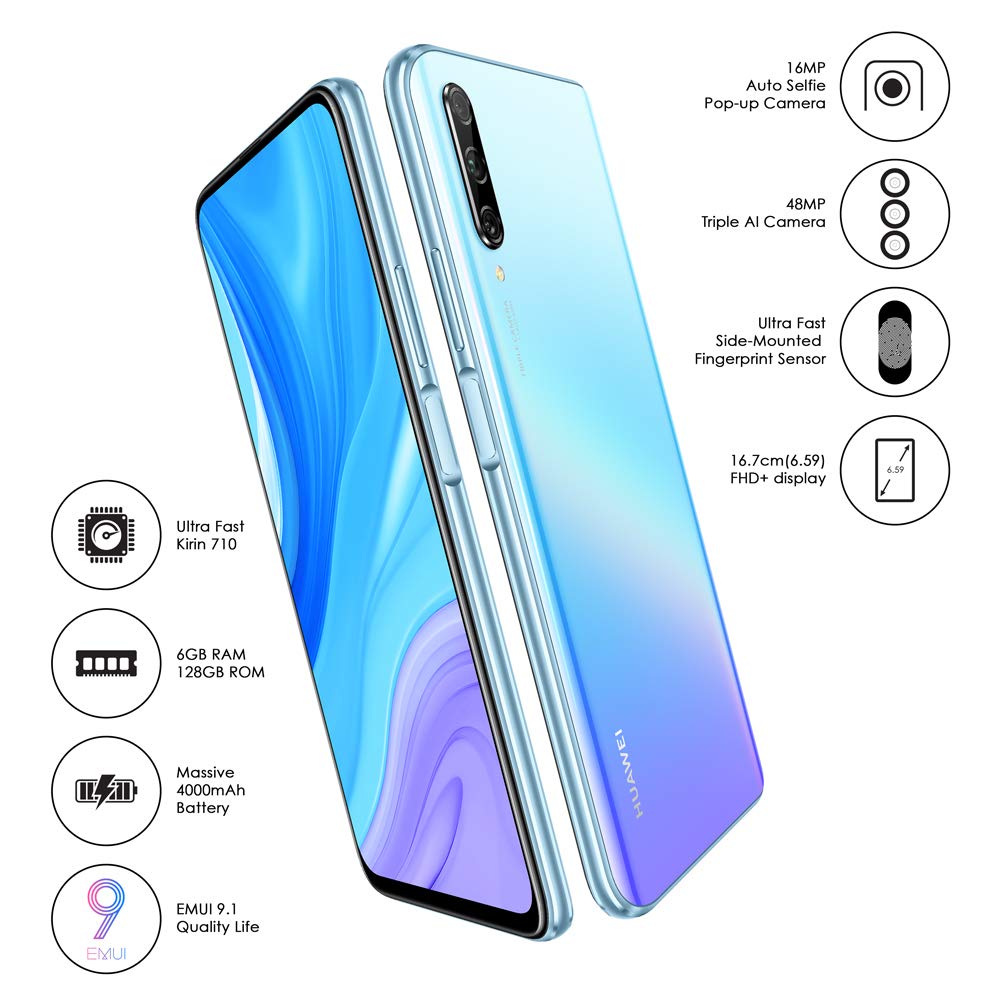 16MP
Auto Selfie
Pop-up Camera
48MP
Triple AI Camera
Ultra Fast
Side-Mounted
Fingerprint Sensor
16.7cm(6.59)
FHD+ display
6.59
Ultra Fast
Kirin 710
6GB RAM
128GB ROM
Massive
4000mAh
Battery
9
EMUI
EMUI 9.1
Quality Life
HUAWEI